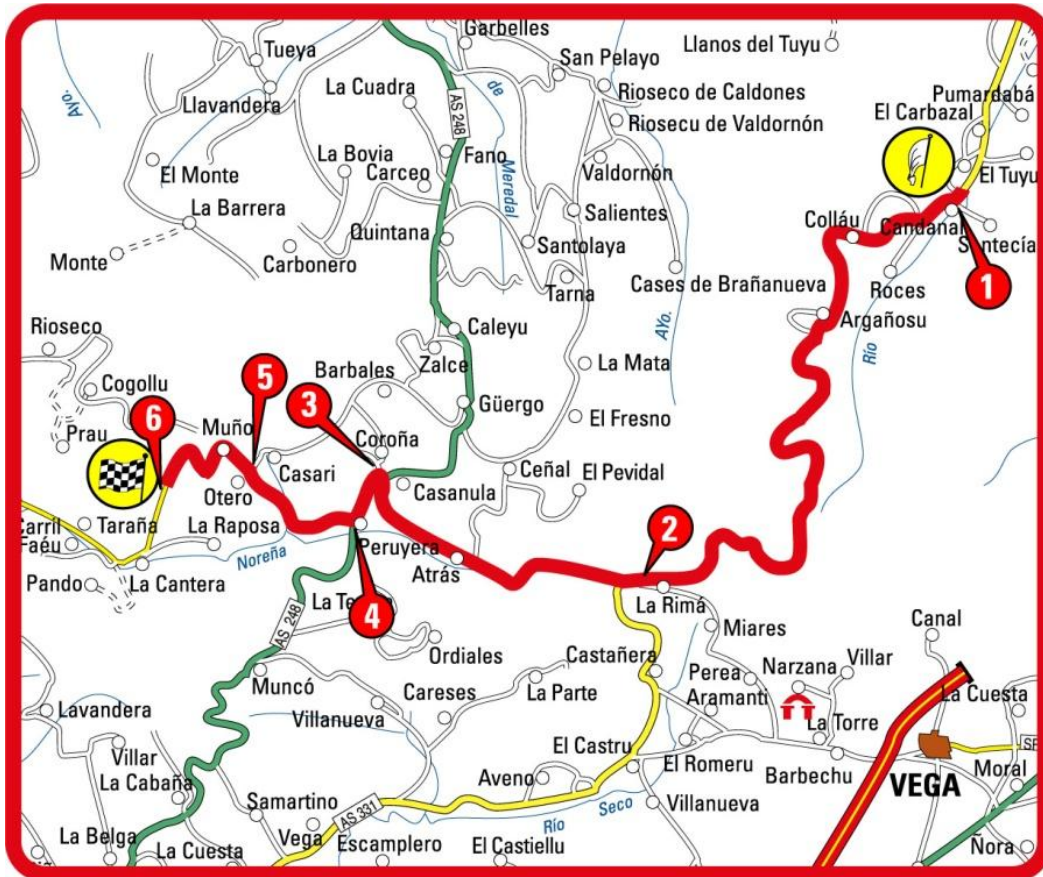 Garbelles
Llanos del Tuyu
Tueya
San Pelayo
Ayo.
Llavandera
La Cuadra
AS 248
de
Rioseco de Caldones
Pumardabá
El Carbazal
Riosecu de Valdornón
El Monte
La Bovia
Fano
Meredal
Valdornón
El Tuyu
Carceo
La Barrera
Salientes
Colláu
Candanal
Quintana
Santolaya
Santecía
Monte
Carbonero
Cases de Brañanueva
1
Tarna
Roces
Argañosu
Rioseco
Caleyu
AYo.
Río
Zalce
La Mata
Barbales
Cogollu
5
3
Güergo
El Fresno
6
Muño
Coroña
Prau
Casari
Ceñal
El Pevidal
Otero
Casanula
Taraña
La Raposa
2
Carríl
Faéu
Noreña
Peruyera
Atrás
Pando
La Cantera
La Rimá
4
Canal
AS 248
Miares
Ordiales
Castañera
Perea
Narzana
Villar
Muncó
Careses
La Parte
Aramanti
La Cuesta
Lavandera
Villanueva
La Torre
Villar
El Castru
El Romeru
Barbechu
La Cabaña
Aveno
VEGA
Moral
Samartino
AS 331
Seco
Villanueva
La Belga
Vega
Río
La Cuesta
Escamplero
El Castiellu
Ñora